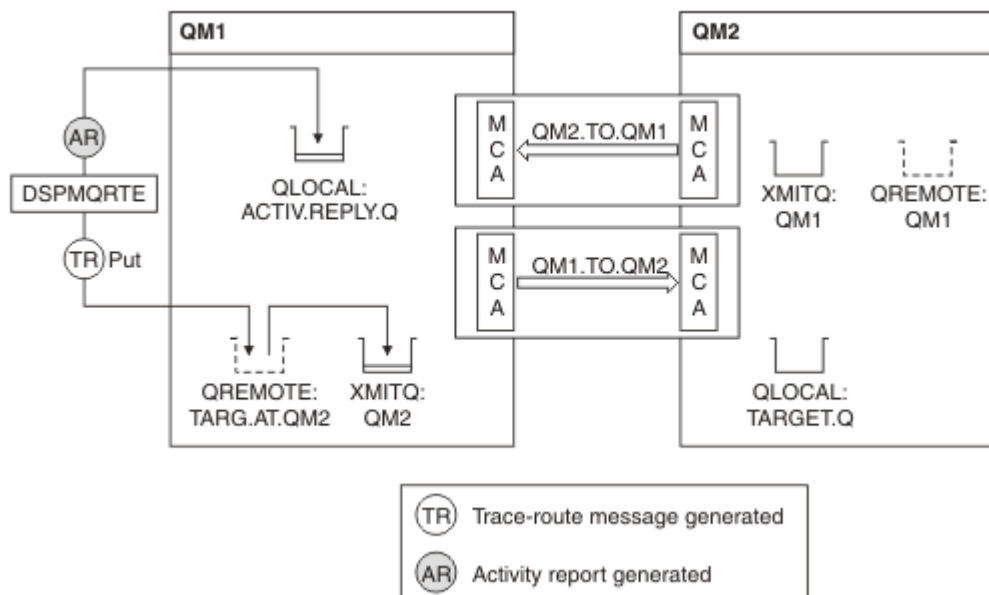 QM1
QM2
AR
DSPMQRTE
TR Put
QLOCAL:
ACTIV.REPLY.Q
M
C
A
QM2.TO.QM1
M
C
A
XMITQ:
QM1
QREMOTE:
QM1
M
C
A
QM1.TO.QM2
M
C
A
QREMOTE:
TARG.AT.QM2
XMITQ:
QM2
QLOCAL:
TARGET.Q
TR Trace-route message generated
AR Activity report generated